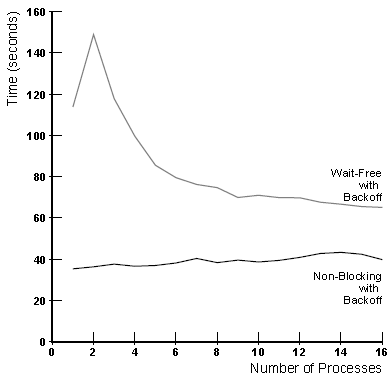 160
140
120
100
80
60
40
20
0
Time (seconds)
Wait-Free
with
Backoff
Non-Blocking
with
Backoff
0 2 4 6 8 10 12 14 16
Number of Processes